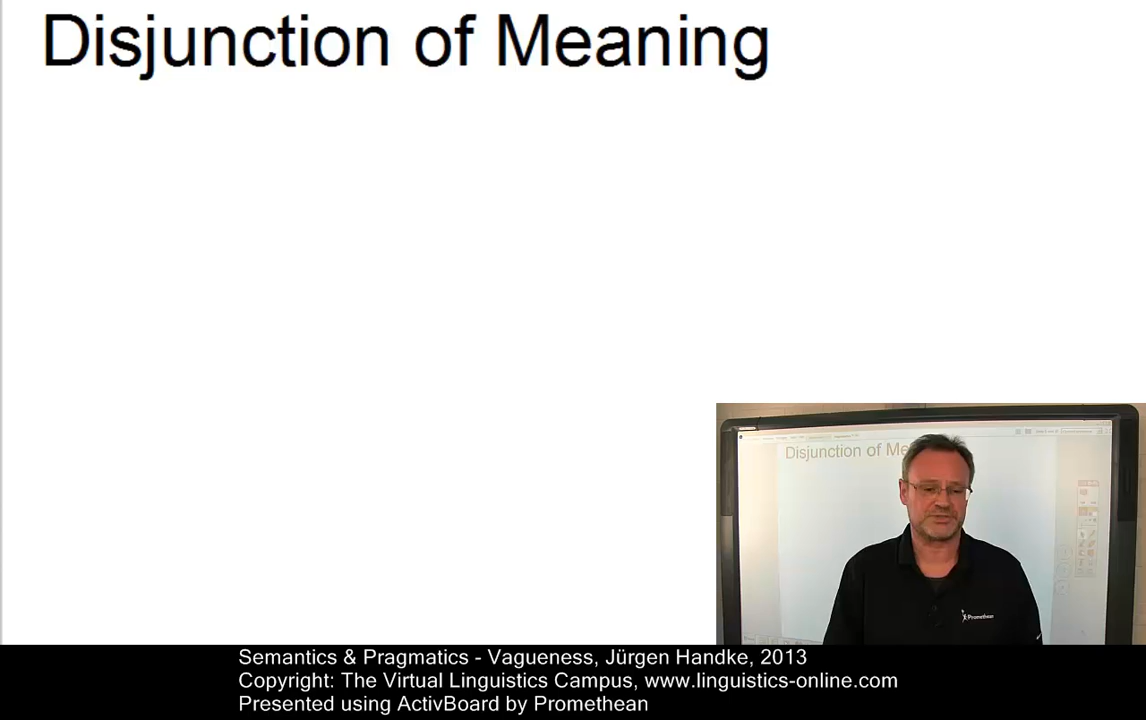 Disjunction of Meaning
Disjunction of Me
Promethean
Semantics & Pragmatics - Vagueness, Jürgen Handke, 2013
Copyright: The Virtual Linguistics Campus, www.linguistics-online.com
Presented using ActivBoard by Promethean